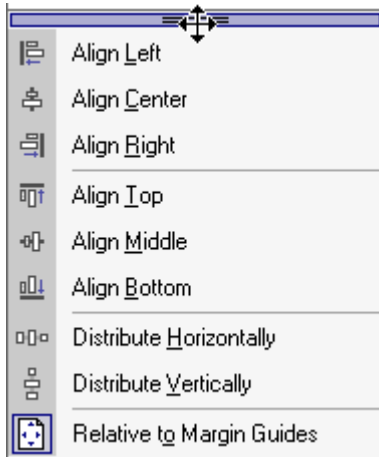 Align Left
Align Center
Align Right
Align Top
Align Middle
Align Bottom
Distribute Horizontally
Distribute Vertically
Relative to Margin Guides